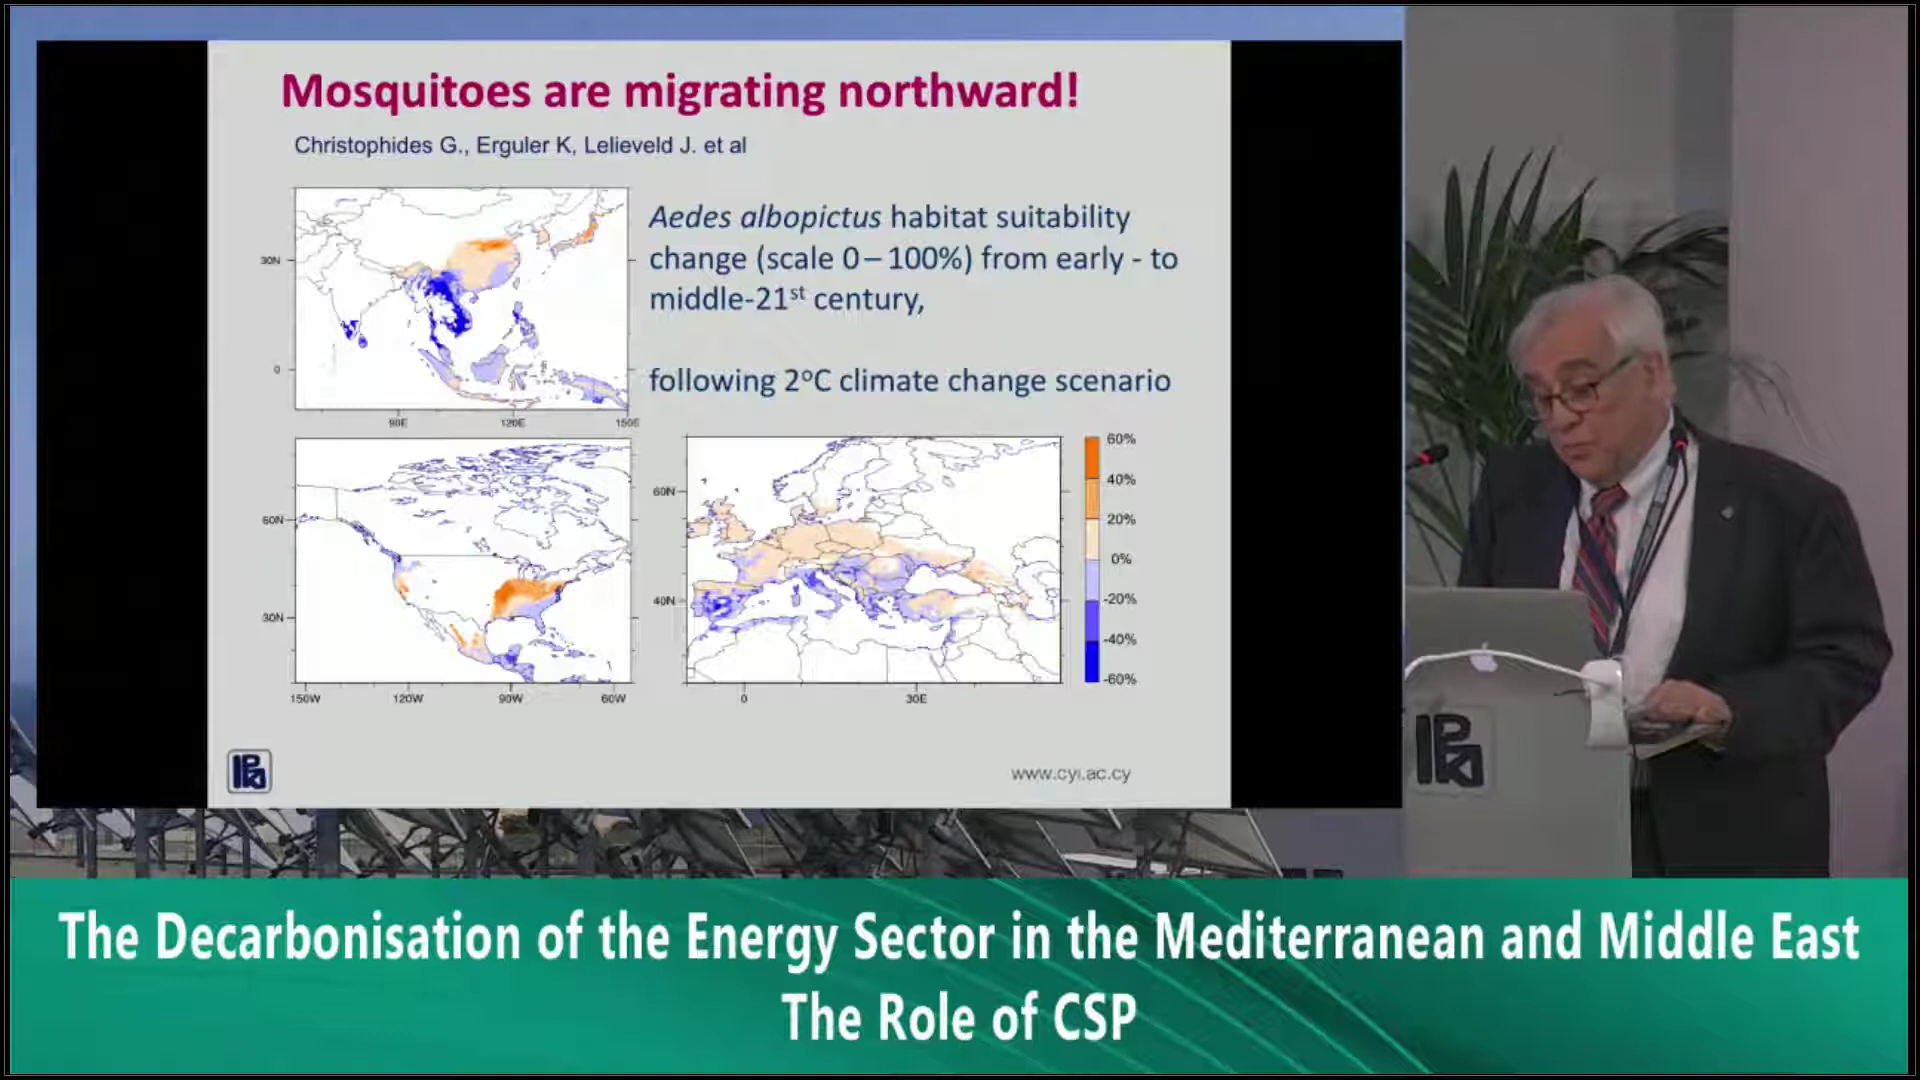 Mosquitoes are migrating northward!
Christophides G., Erguler K, Lelieveld J. et al
Aedes albopictus habitat suitability
change (scale 0 – 100%) from early - to
middle-21st century,
following 2°C climate change scenario
30N
0
90E
120E
150E
60N
30N
150W
120W
90W
60W
60N
40N
0
30E
60%
40%
20%
0%
-20%
-40%
-60%
www.cyi.ac.cy
The Decarbonisation of the Energy Sector in the Mediterranean and Middle East
The Role of CSP